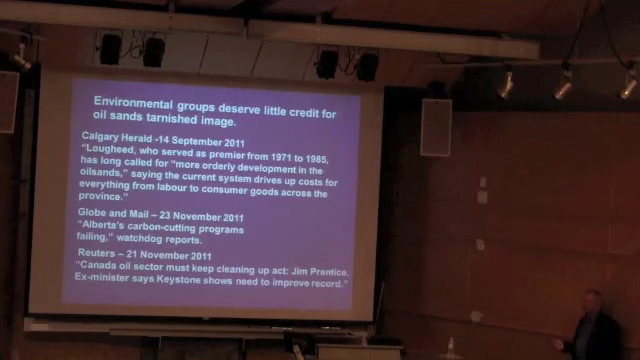 Environmental groups deserve little credit for
oil sands tarnished image.
Calgary Herald -14 September 2011
"Lougheed, who served as premier from 1971 to 1985,
has long called for "more orderly development in the
oilsands," saying the current system drives up costs for
everything from labour to consumer goods across the
province."
Globe and Mail – 23 November 2011
"Alberta's carbon-cutting programs
failing." watchdog reports.
Reuters – 21 November 2011
"Canada oil sector must keep cleaning up act: Jim Prentice.
Ex-minister says Keystone shows need to improve record."